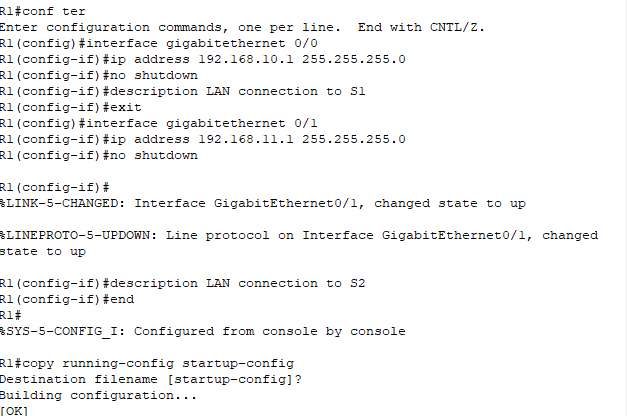 R1#conf ter
Enter configuration commands, one per line.  End with CNTL/Z.
R1(config)#interface gigabitethernet 0/0
R1(config-if)#ip address 192.168.10.1 255.255.255.0
R1(config-if)#no shutdown
R1(config-if)#description LAN connection to S1
R1(config-if)#exit
R1(config)#interface gigabitethernet 0/1
R1(config-if)#ip address 192.168.11.1 255.255.255.0
R1(config-if)#no shutdown

R1(config-if)#
%LINK-5-CHANGED: Interface GigabitEthernet0/1, changed state to up

%LINEPROTO-5-UPDOWN: Line protocol on Interface GigabitEthernet0/1, changed
state to up

R1(config-if)#description LAN connection to S2
R1(config-if)#end
R1#
%SYS-5-CONFIG_I: Configured from console by console

R1#copy running-config startup-config
Destination filename [startup-config]?
Building configuration...
[OK]